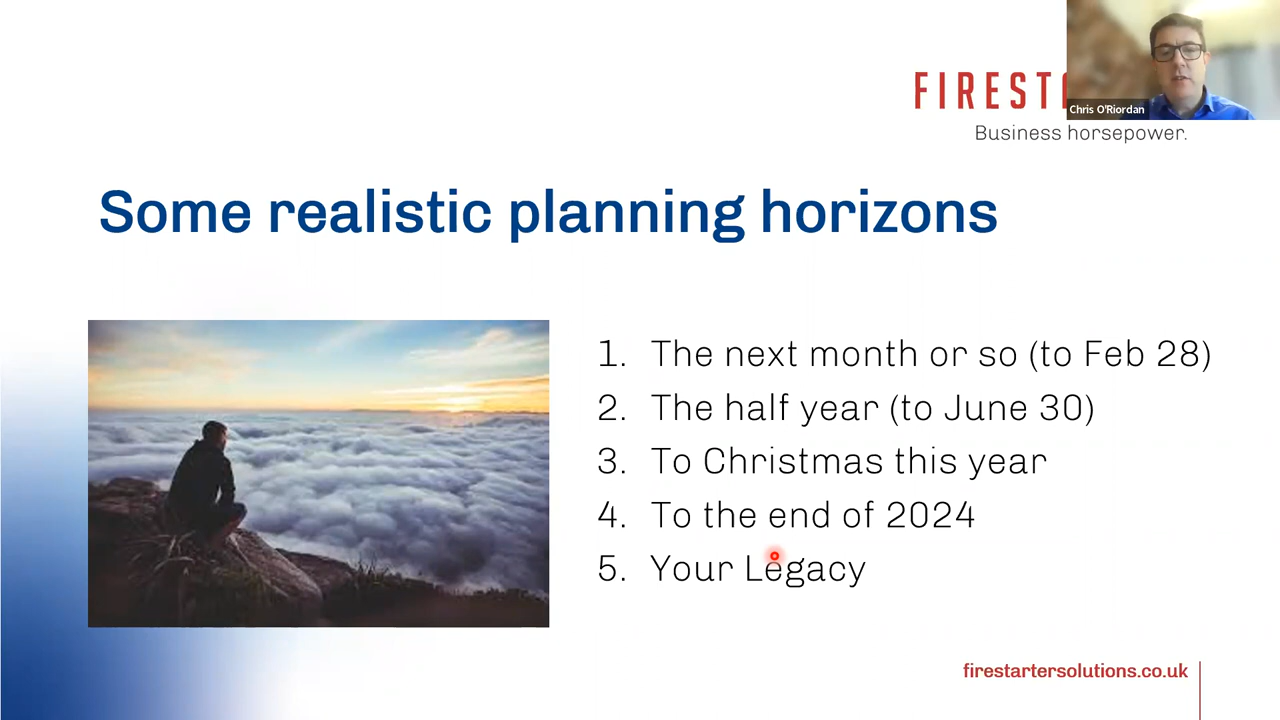 FIREST
Chris O'Riordan
Business horsepower.
Some realistic planning horizons
1. The next month or so (to Feb 28)
2. The half year (to June 30)
3. To Christmas this year
4. To the end of 2024
5. Your Legacy
firestartersolutions.co.uk